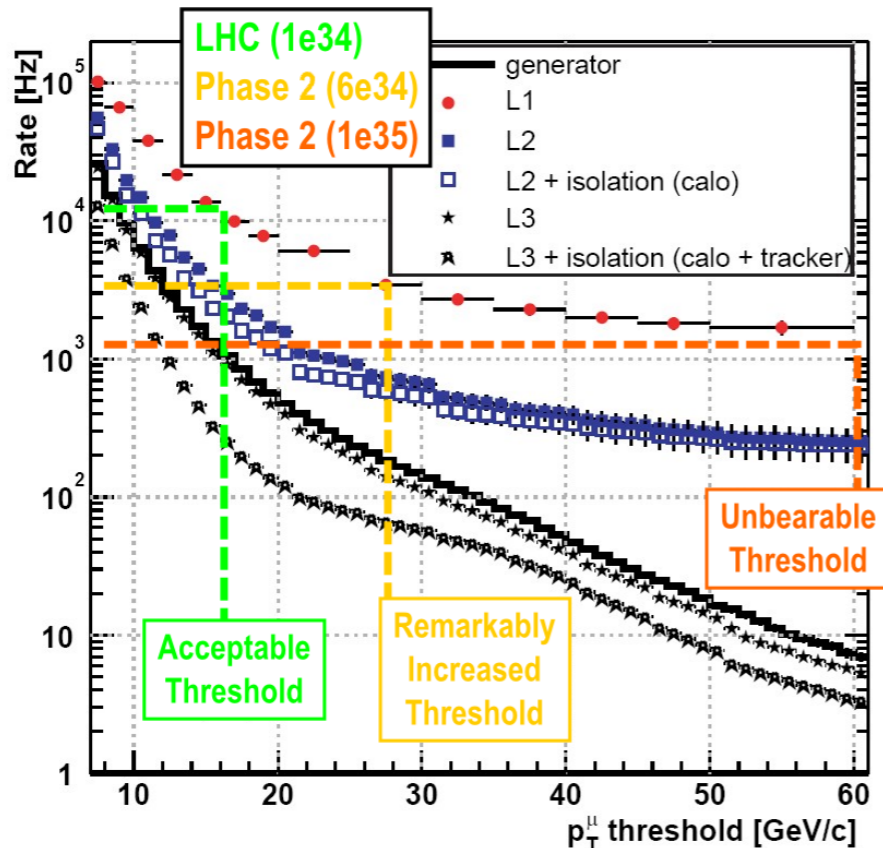 LHC (1e34)
Phase 2 (6e34)
Phase 2 (1e35)
generator
L1
L2
L2 + isolation (calo)
L3
L3 + isolation (calo + tracker)
Rate [Hz]
10^5
10^4
10^3
10^2
10
1
Acceptable
Threshold
Remarkably
Increased
Threshold
Unbearable
Threshold
10 20 30 40 50 60
p_T^μ threshold [GeV/c]